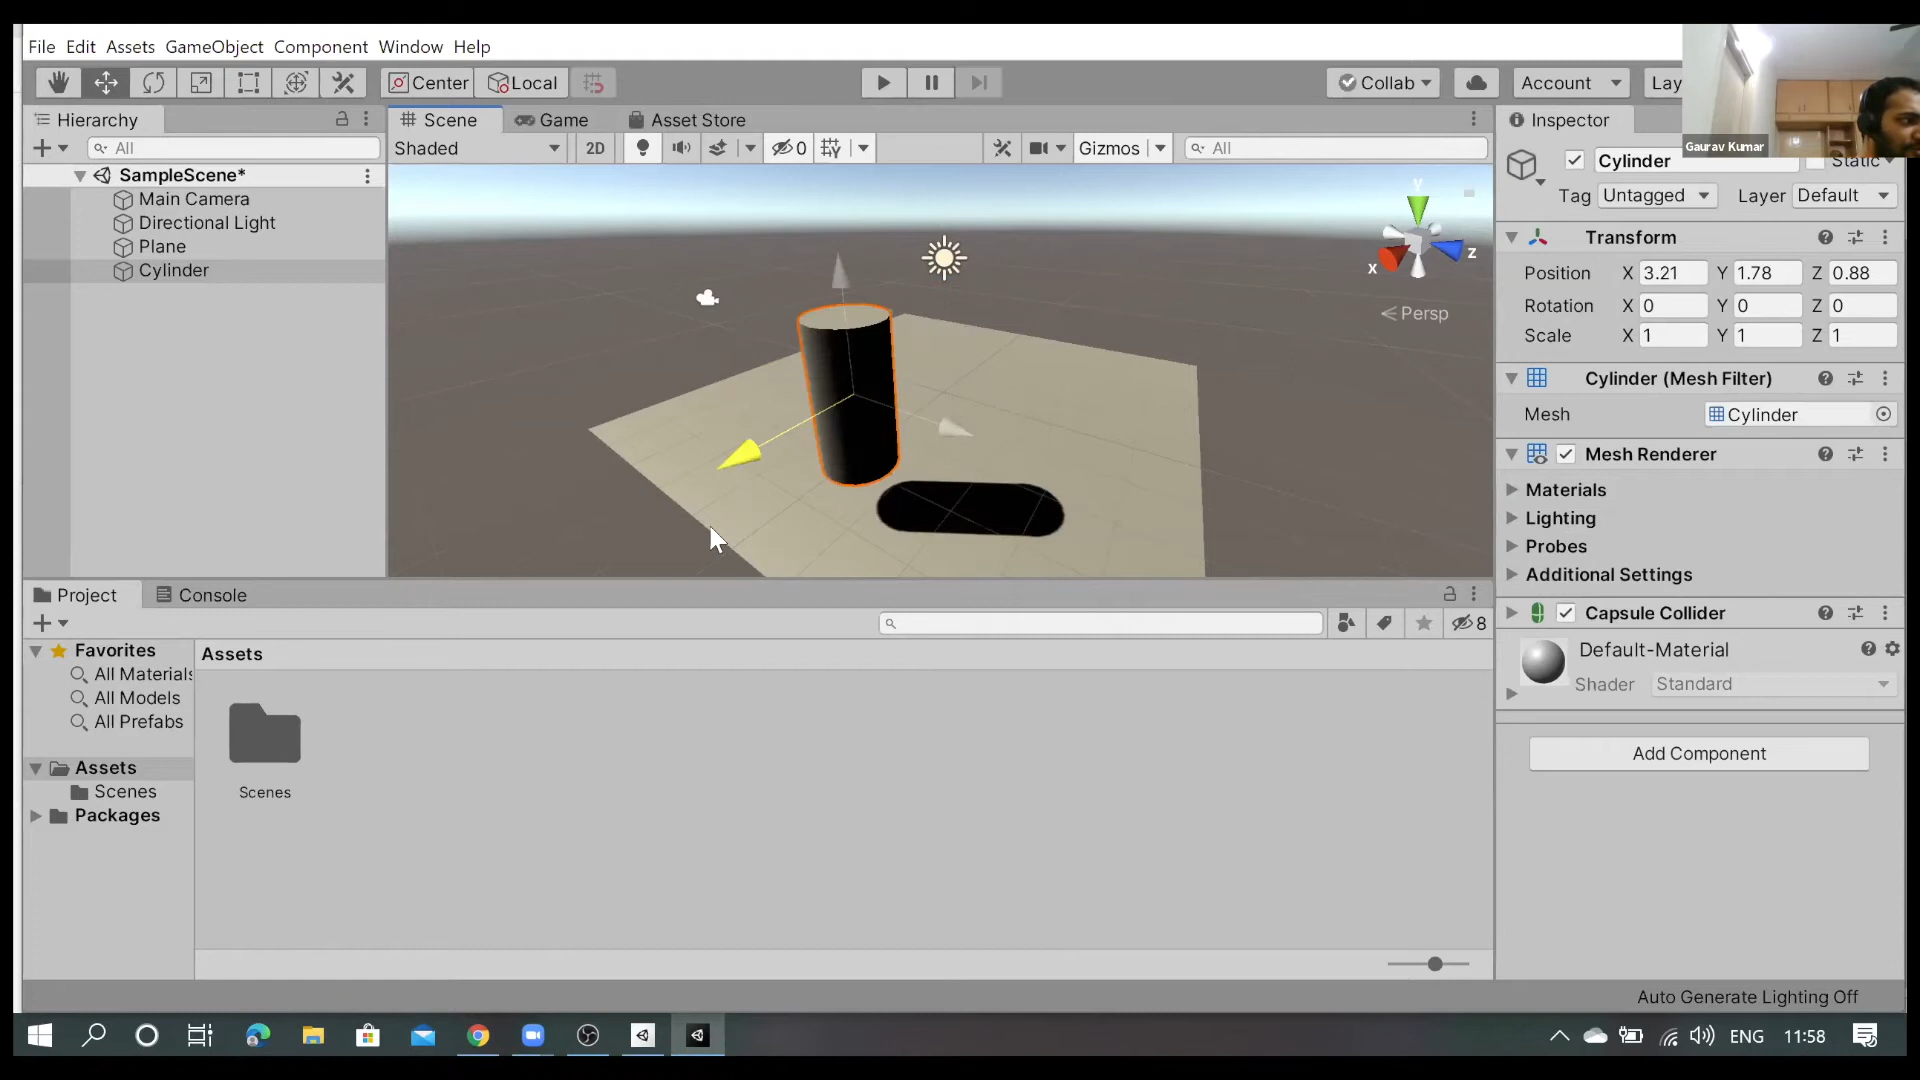 File Edit Assets GameObject Component Window Help
Center Local Collab Account Lay
Gaurav Kumar
Hierarchy
All
SampleScene*
Main Camera
Directional Light
Plane
Cylinder
Scene Game Asset Store
Shaded 2D 0 Gizmos All
y
x
z
Persp
Inspector
Cylinder Static
Tag Untagged Layer Default
Transform
Position X 3.21 Y 1.78 Z 0.88
Rotation X 0 Y 0 Z 0
Scale X 1 Y 1 Z 1
Cylinder (Mesh Filter)
Mesh Cylinder
Mesh Renderer
Materials
Lighting
Probes
Additional Settings
Capsule Collider
Default-Material
Shader Standard
Add Component
Project Console
8
Favorites
All Materials
All Models
All Prefabs
Assets
Scenes
Packages
Assets
Scenes
Auto Generate Lighting Off
ENG 11:58